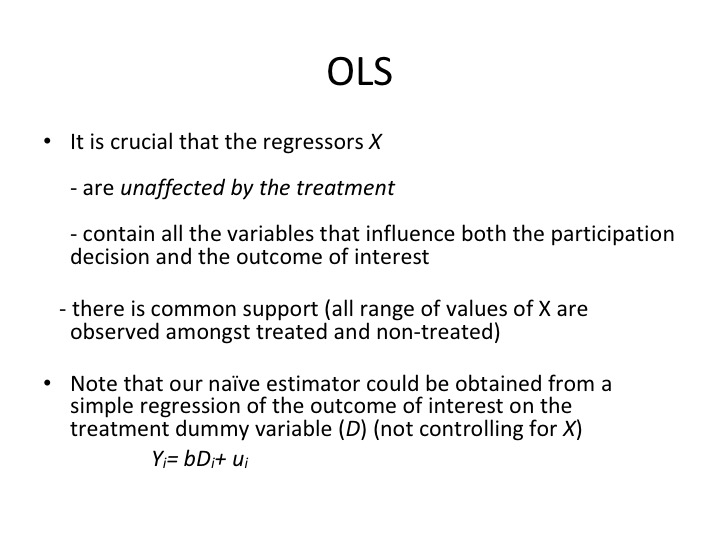 OLS
• It is crucial that the regressors X
- are unaffected by the treatment
- contain all the variables that influence both the participation
decision and the outcome of interest
- there is common support (all range of values of X are
observed amongst treated and non-treated)
• Note that our naïve estimator could be obtained from a
simple regression of the outcome of interest on the
treatment dummy variable (D) (not controlling for X)
Yᵢ= bDᵢ+ uᵢ